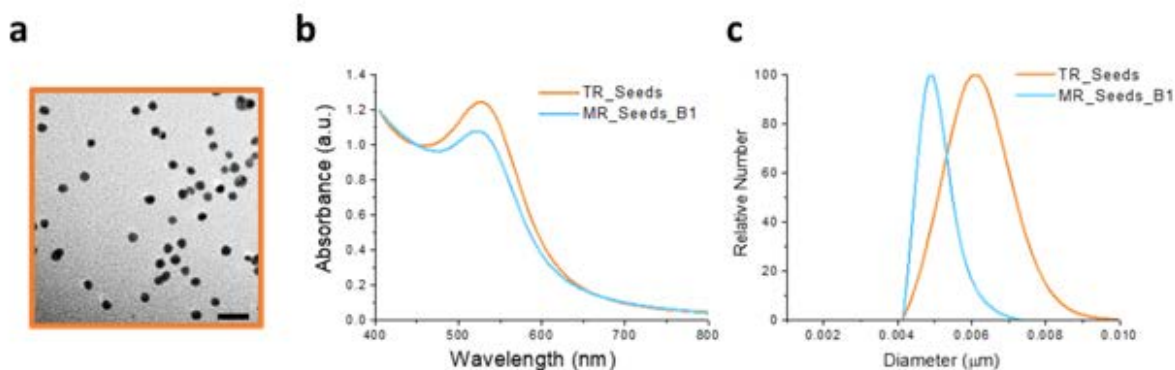 a
b
c
1.4
1.2
1.0
0.8
0.6
0.4
0.2
0.0
Absorbance (a.u.)
TR_Seeds
MR_Seeds_B1
400
500
600
700
800
Wavelength (nm)
100
80
60
40
20
0
Relative Number
TR_Seeds
MR_Seeds_B1
0.002
0.004
0.006
0.008
0.010
Diameter (μm)